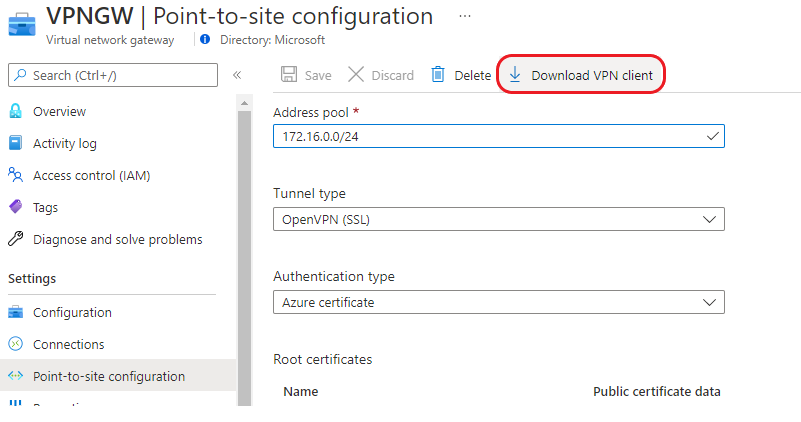 VPNGW | Point-to-site configuration ...
Virtual network gateway Directory: Microsoft
Search (Ctrl+/) «
Save Discard Delete Download VPN client
Overview
Activity log
Access control (IAM)
Tags
Diagnose and solve problems
Settings
Configuration
Connections
Point-to-site configuration
Address pool *
172.16.0.0/24
Tunnel type
OpenVPN (SSL)
Authentication type
Azure certificate
Root certificates
Name Public certificate data